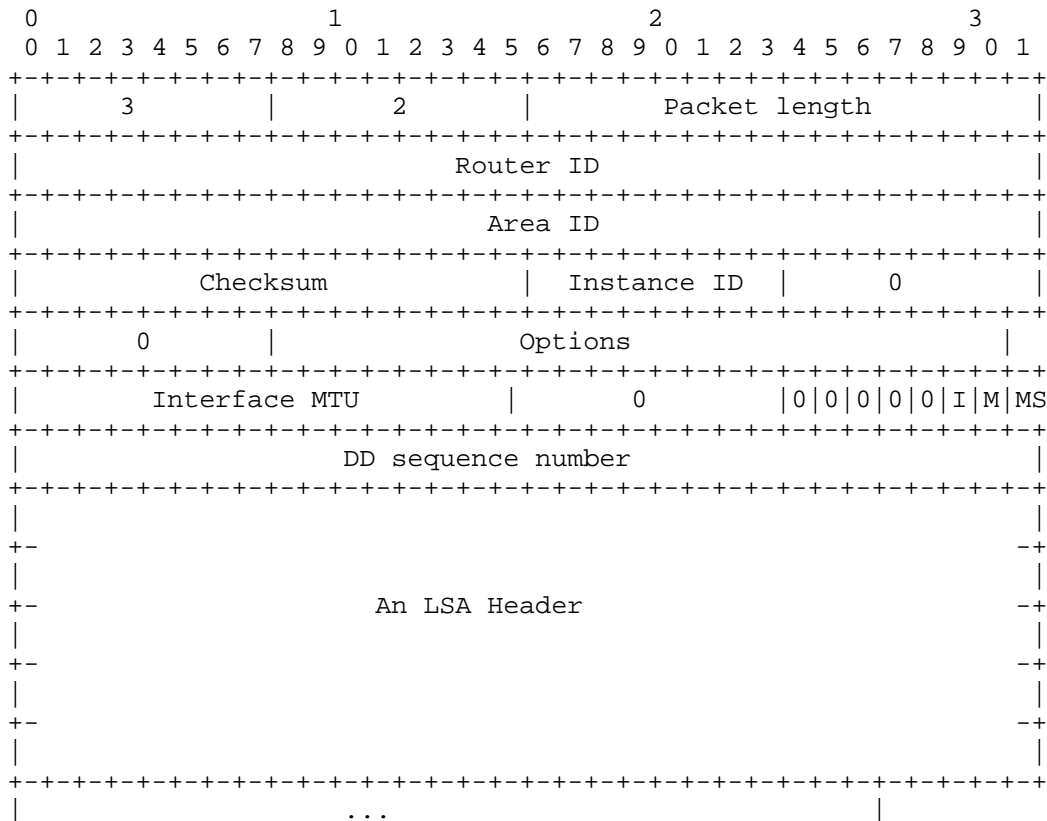 0                   1                   2                   3
 0 1 2 3 4 5 6 7 8 9 0 1 2 3 4 5 6 7 8 9 0 1 2 3 4 5 6 7 8 9 0 1
+-+-+-+-+-+-+-+-+-+-+-+-+-+-+-+-+-+-+-+-+-+-+-+-+-+-+-+-+-+-+-+-+
|      3        |       2       |        Packet length          |
+-+-+-+-+-+-+-+-+-+-+-+-+-+-+-+-+-+-+-+-+-+-+-+-+-+-+-+-+-+-+-+-+
|                           Router ID                           |
+-+-+-+-+-+-+-+-+-+-+-+-+-+-+-+-+-+-+-+-+-+-+-+-+-+-+-+-+-+-+-+-+
|                             Area ID                           |
+-+-+-+-+-+-+-+-+-+-+-+-+-+-+-+-+-+-+-+-+-+-+-+-+-+-+-+-+-+-+-+-+
|           Checksum            |  Instance ID  |      0        |
+-+-+-+-+-+-+-+-+-+-+-+-+-+-+-+-+-+-+-+-+-+-+-+-+-+-+-+-+-+-+-+-+
|       0       |               Options                       |
+-+-+-+-+-+-+-+-+-+-+-+-+-+-+-+-+-+-+-+-+-+-+-+-+-+-+-+-+-+-+-+-+
|        Interface MTU         |       0        |0|0|0|0|0|I|M|MS
+-+-+-+-+-+-+-+-+-+-+-+-+-+-+-+-+-+-+-+-+-+-+-+-+-+-+-+-+-+-+-+-+
|                    DD sequence number                         |
+-+-+-+-+-+-+-+-+-+-+-+-+-+-+-+-+-+-+-+-+-+-+-+-+-+-+-+-+-+-+-+-+
|                                                               |
+-                                                             -+
|                                                               |
+-                     An LSA Header                           -+
|                                                               |
+-                                                             -+
|                                                               |
+-                                                             -+
|                                                               |
+-+-+-+-+-+-+-+-+-+-+-+-+-+-+-+-+-+-+-+-+-+-+-+-+-+-+-+-+-+-+-+-+
|                    ...                              |